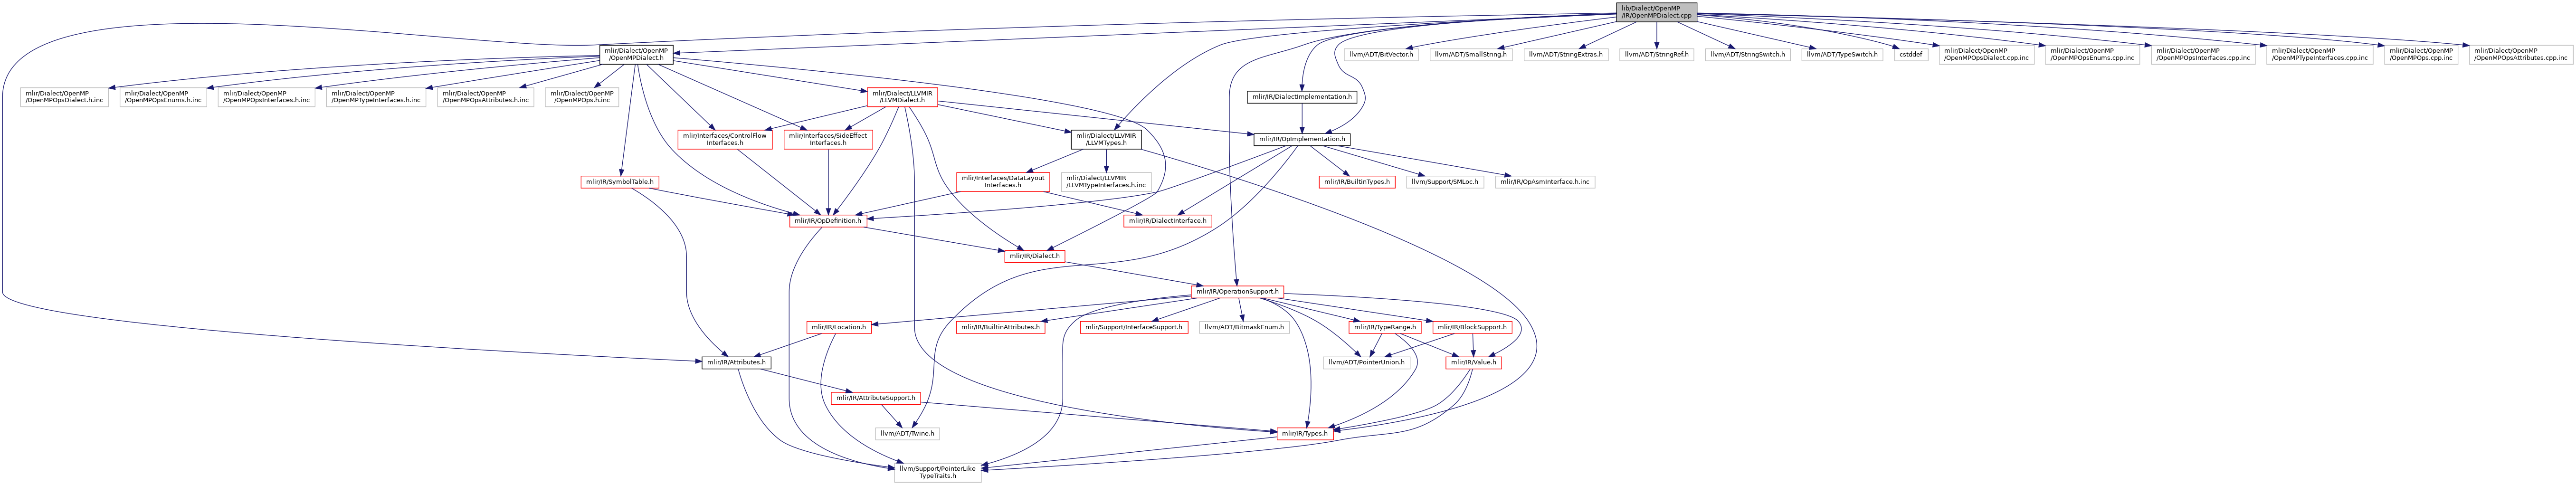 lib/Dialect/OpenMP
/IR/OpenMPDialect.cpp
mlir/Dialect/OpenMP
/OpenMPDialect.h
llvm/ADT/BitVector.h
llvm/ADT/SmallString.h
llvm/ADT/StringExtras.h
llvm/ADT/StringRef.h
llvm/ADT/StringSwitch.h
llvm/ADT/TypeSwitch.h
cstddef
mlir/Dialect/OpenMP
/OpenMPOpsDialect.cpp.inc
mlir/Dialect/OpenMP
/OpenMPOpsEnums.cpp.inc
mlir/Dialect/OpenMP
/OpenMPOpsInterfaces.cpp.inc
mlir/Dialect/OpenMP
/OpenMPTypeInterfaces.cpp.inc
mlir/Dialect/OpenMP
/OpenMPOps.cpp.inc
mlir/Dialect/OpenMP
/OpenMPOpsAttributes.cpp.inc
mlir/Dialect/OpenMP
/OpenMPOpsDialect.h.inc
mlir/Dialect/OpenMP
/OpenMPOpsEnums.h.inc
mlir/Dialect/OpenMP
/OpenMPOpsInterfaces.h.inc
mlir/Dialect/OpenMP
/OpenMPTypeInterfaces.h.inc
mlir/Dialect/OpenMP
/OpenMPOpsAttributes.h.inc
mlir/Dialect/OpenMP
/OpenMPOps.h.inc
mlir/Dialect/LLVMIR
/LLVMDialect.h
mlir/IR/DialectImplementation.h
mlir/Interfaces/ControlFlow
Interfaces.h
mlir/Interfaces/SideEffect
Interfaces.h
mlir/Dialect/LLVMIR
/LLVMTypes.h
mlir/IR/OpImplementation.h
mlir/IR/SymbolTable.h
mlir/Interfaces/DataLayout
Interfaces.h
mlir/Dialect/LLVMIR
/LLVMTypeInterfaces.h.inc
mlir/IR/BuiltinTypes.h
llvm/Support/SMLoc.h
mlir/IR/OpAsmInterface.h.inc
mlir/IR/OpDefinition.h
mlir/IR/DialectInterface.h
mlir/IR/Dialect.h
mlir/IR/OperationSupport.h
mlir/IR/Location.h
mlir/IR/BuiltinAttributes.h
mlir/Support/InterfaceSupport.h
llvm/ADT/BitmaskEnum.h
mlir/IR/TypeRange.h
mlir/IR/BlockSupport.h
mlir/IR/Attributes.h
llvm/ADT/PointerUnion.h
mlir/IR/Value.h
mlir/IR/AttributeSupport.h
llvm/ADT/Twine.h
mlir/IR/Types.h
llvm/Support/PointerLike
TypeTraits.h